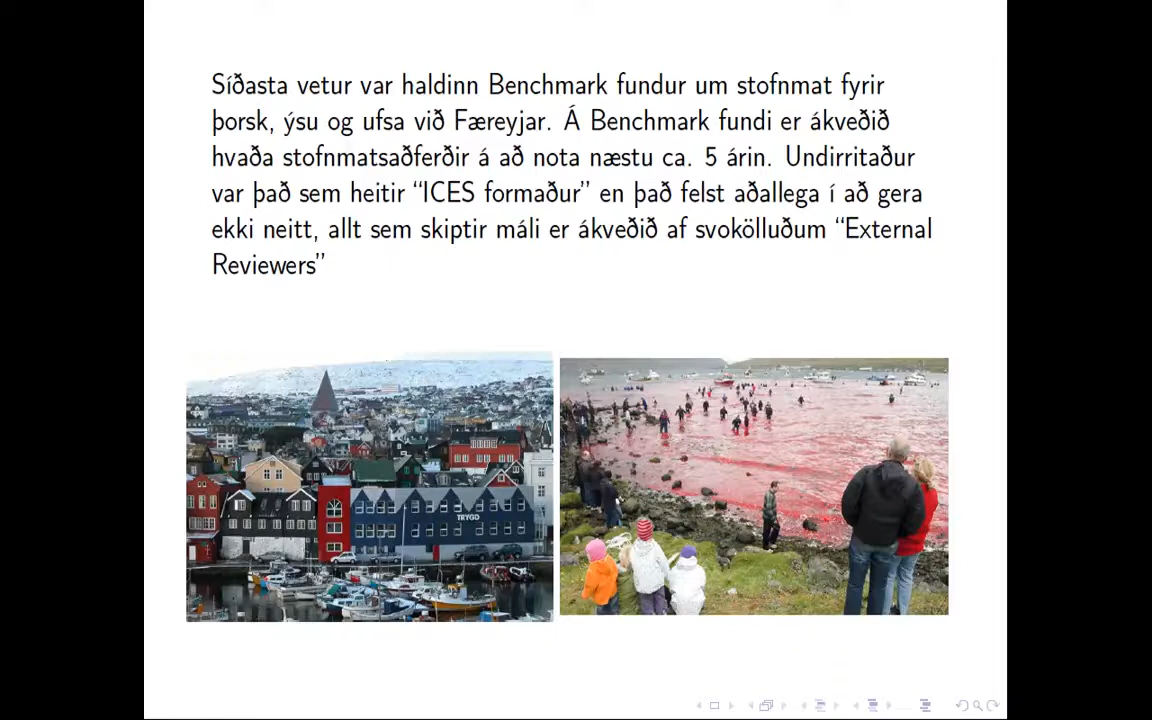 Síðasta vetur var haldinn Benchmark fundur um stofnmat fyrir
þorsk, ýsu og ufsa við Færeyjar. Á Benchmark fundi er ákveðið
hvaða stofnmatsaðferðir á að nota næstu ca. 5 árin. Undirritaður
var það sem heitir “ICES formaður” en það felst aðallega í að gera
ekki neitt, allt sem skiptir máli er ákveðið af svokölluðum “External
Reviewers”
TRYGD